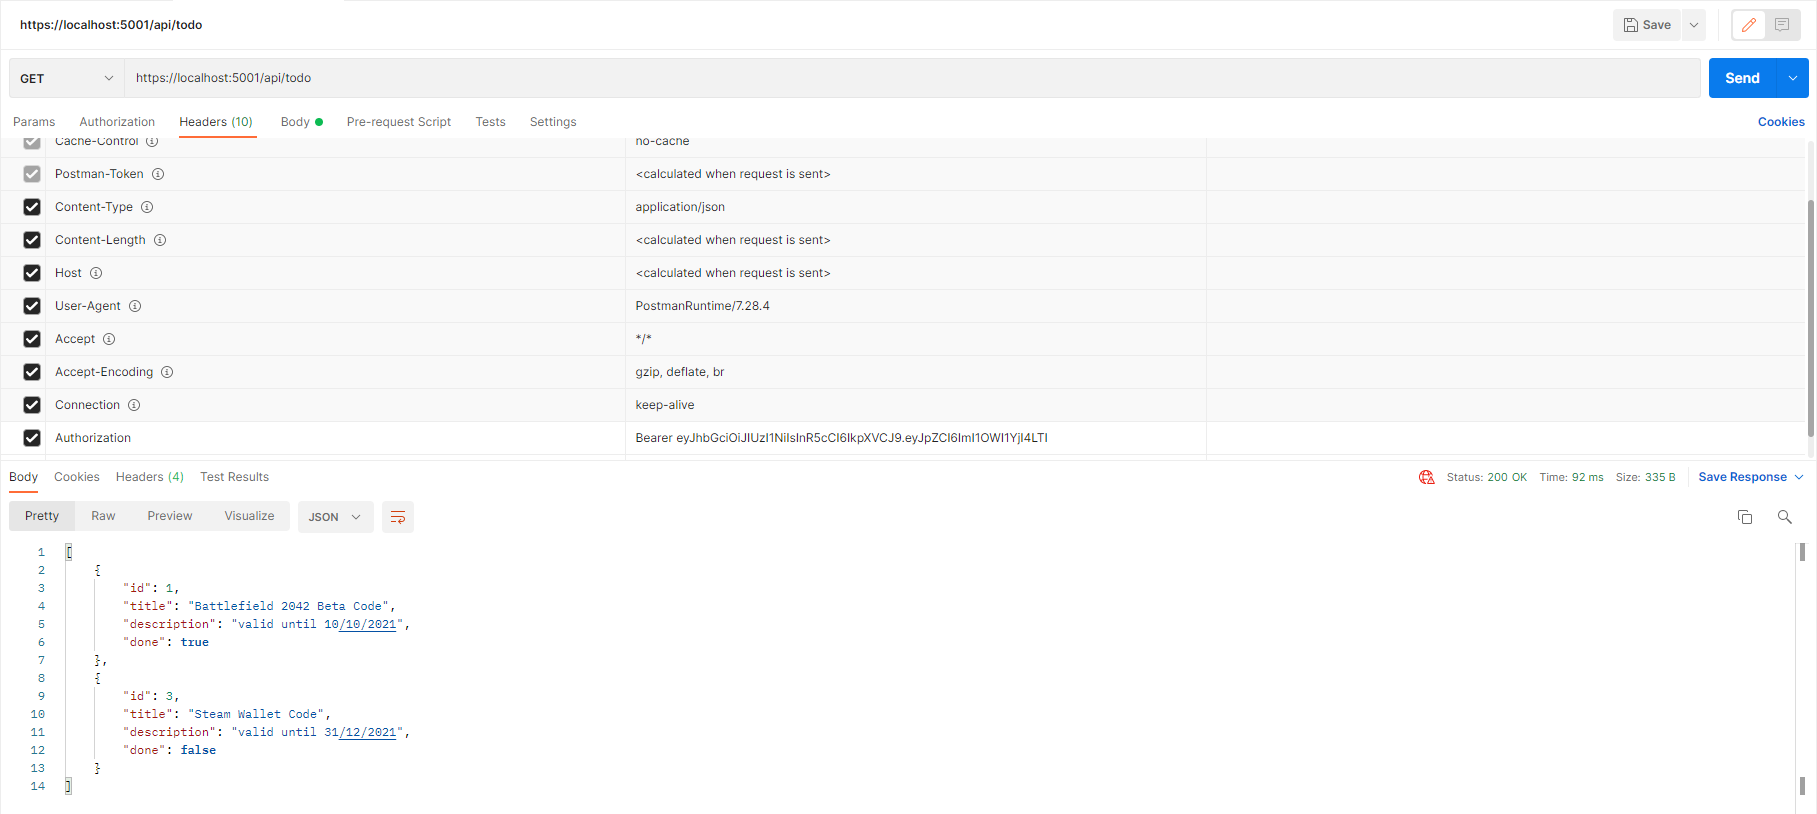 https://localhost:5001/api/todo
Save
GET
https://localhost:5001/api/todo
Send
Params Authorization Headers (10) Body Pre-request Script Tests Settings Cookies
Cache-Control no-cache
Postman-Token <calculated when request is sent>
Content-Type application/json
Content-Length <calculated when request is sent>
Host <calculated when request is sent>
User-Agent PostmanRuntime/7.28.4
Accept */*
Accept-Encoding gzip, deflate, br
Connection keep-alive
Authorization Bearer eyJhbGciOiJIUzI1NiIsInR5cCI6IkpXVCJ9.eyJpZCI6ImI1OWI1YjI4LTI
Body Cookies Headers (4) Test Results Status: 200 OK Time: 92 ms Size: 335 B Save Response
Pretty Raw Preview Visualize JSON
1 [
2 {
3 "id": 1,
4 "title": "Battlefield 2042 Beta Code",
5 "description": "valid until 10/10/2021",
6 "done": true
7 },
8 {
9 "id": 3,
10 "title": "Steam Wallet Code",
11 "description": "valid until 31/12/2021",
12 "done": false
13 }
14 ]